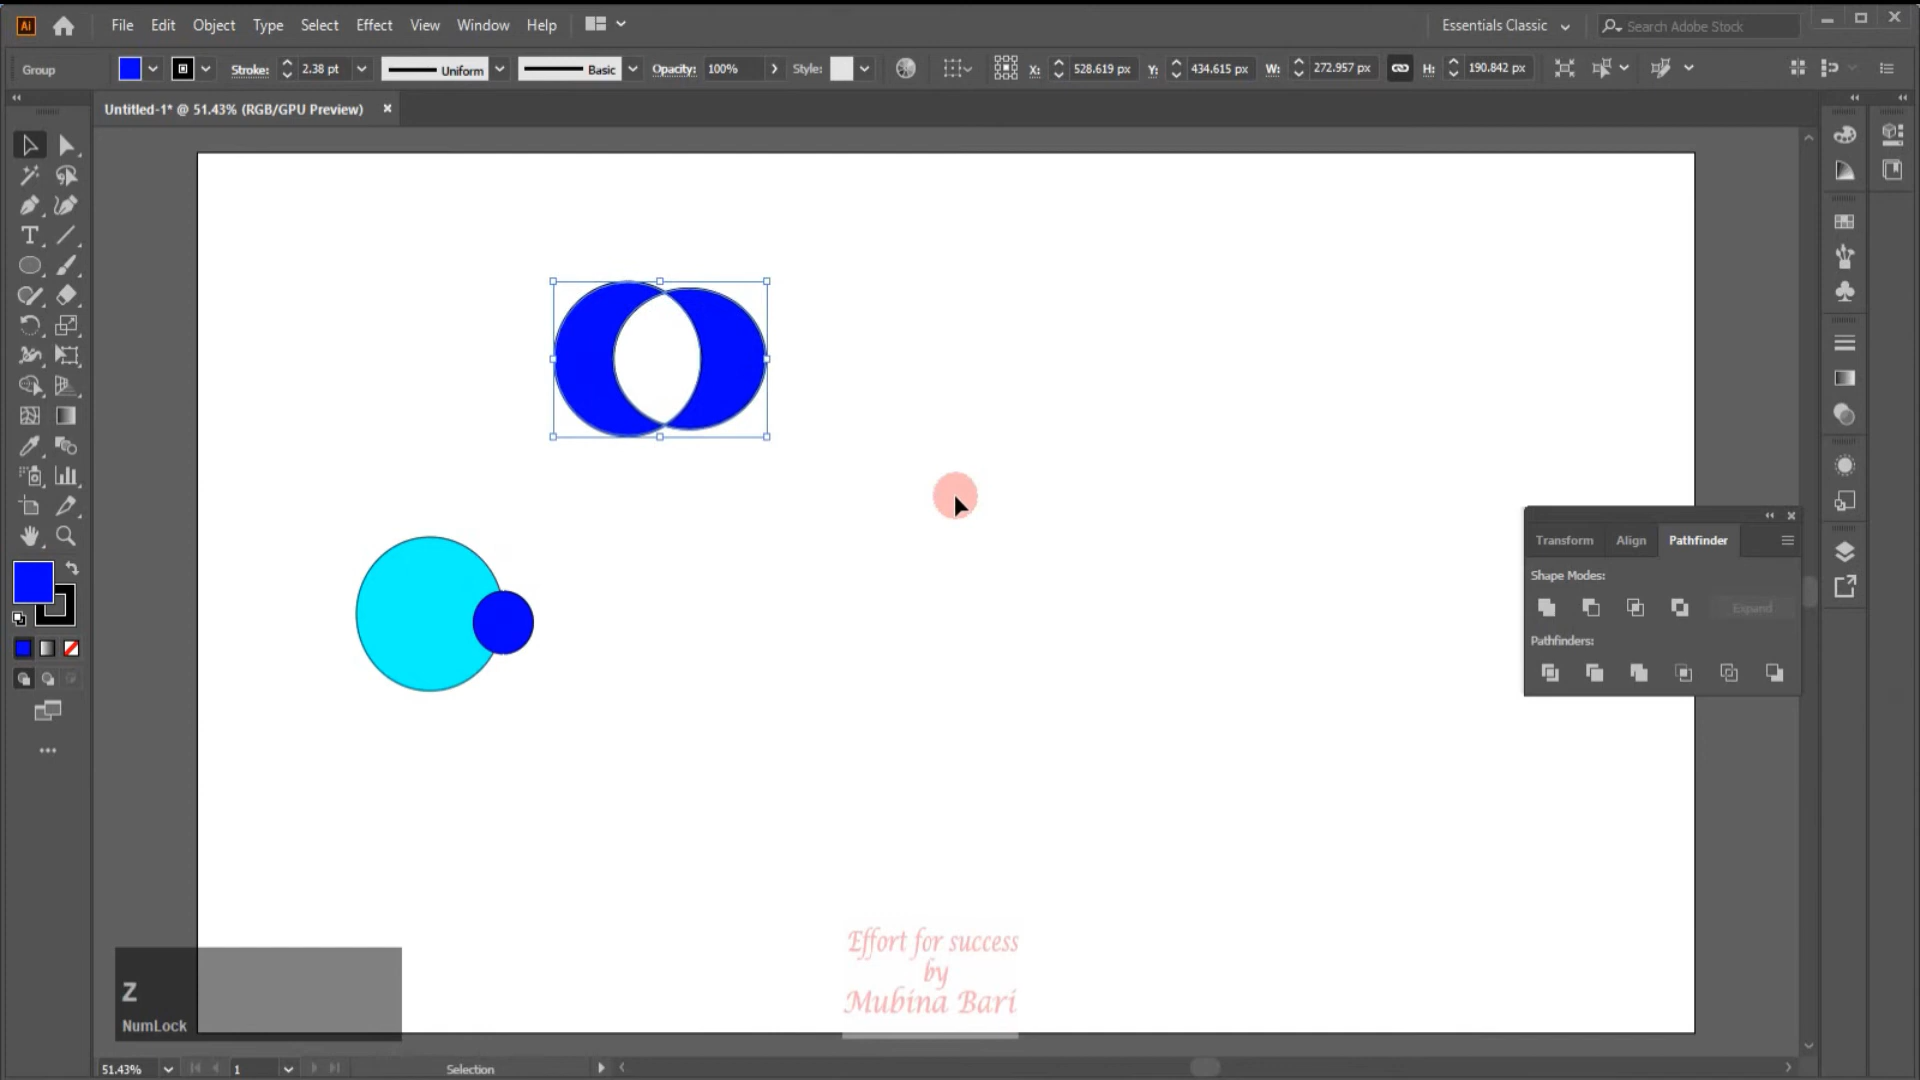 Ai File Edit Object Type Select Effect View Window Help Essentials Classic Search Adobe Stock
Group Stroke: 2.38 pt Uniform Basic Opacity: 100% Style: X: 528.619 px Y: 434.615 px W: 272.957 px H: 190.842 px
Untitled-1* @ 51.43% (RGB/GPU Preview)
Transform Align Pathfinder
Shape Modes:
Expand
Pathfinders:
Effort for success
by
Mubina Bari
Z
NumLock
51.43% 1 Selection